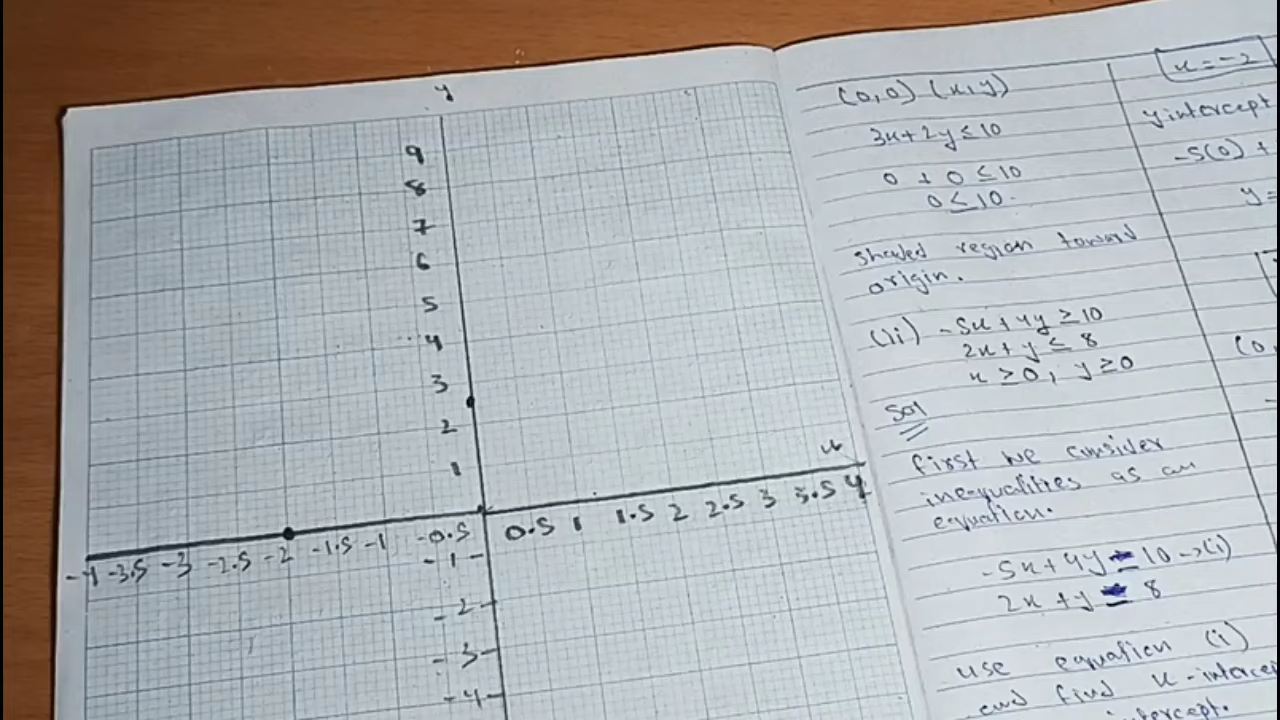 y
9
8
7
6
5
4
3
2
1
x
-4 -3.5 -3 -2.5 -2 -1.5 -1 -0.5 0.5 1 1.5 2 2.5 3 3.5 4
-1
-2
-3
-4
(0,0) (x,y)
3x+2y≤10
0 + 0 ≤ 10
0 ≤ 10.
shaded region toward
origin.
(ii) -5x+4y ≥ 10
2x+y ≤ 8
x ≥ 0, y ≥ 0
Sol
first we consider
inequalities as an
equation.
-5x+4y = 10 →(i)
2x+y = 8
use equation (i)
and find x-intercep
x=-2
y intercept
-5(0) +
y=
(0,